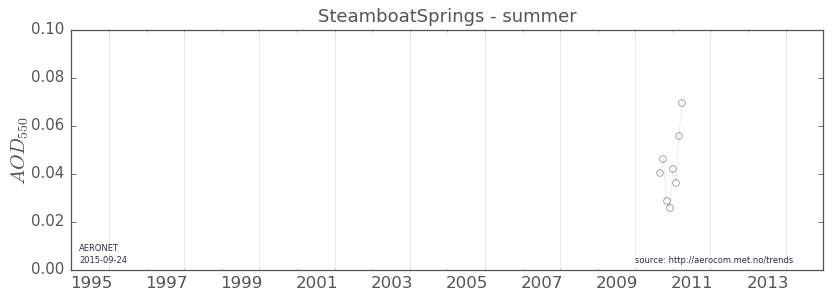 SteamboatSprings - summer
0.10
0.08
0.06
0.04
0.02
0.00
AOD550
AERONET
2015-09-24
source: http://aerocom.met.no/trends
1995 1997 1999 2001 2003 2005 2007 2009 2011 2013